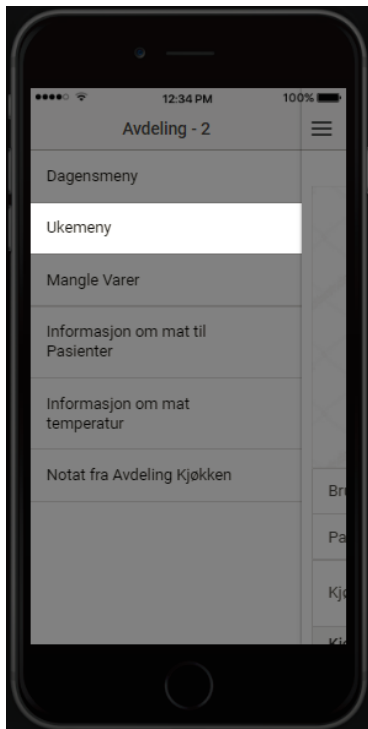 12:34 PM
100%
Avdeling - 2
Dagensmeny
Ukemeny
Mangle Varer
Informasjon om mat til
Pasienter
Informasjon om mat
temperatur
Notat fra Avdeling Kjøkken